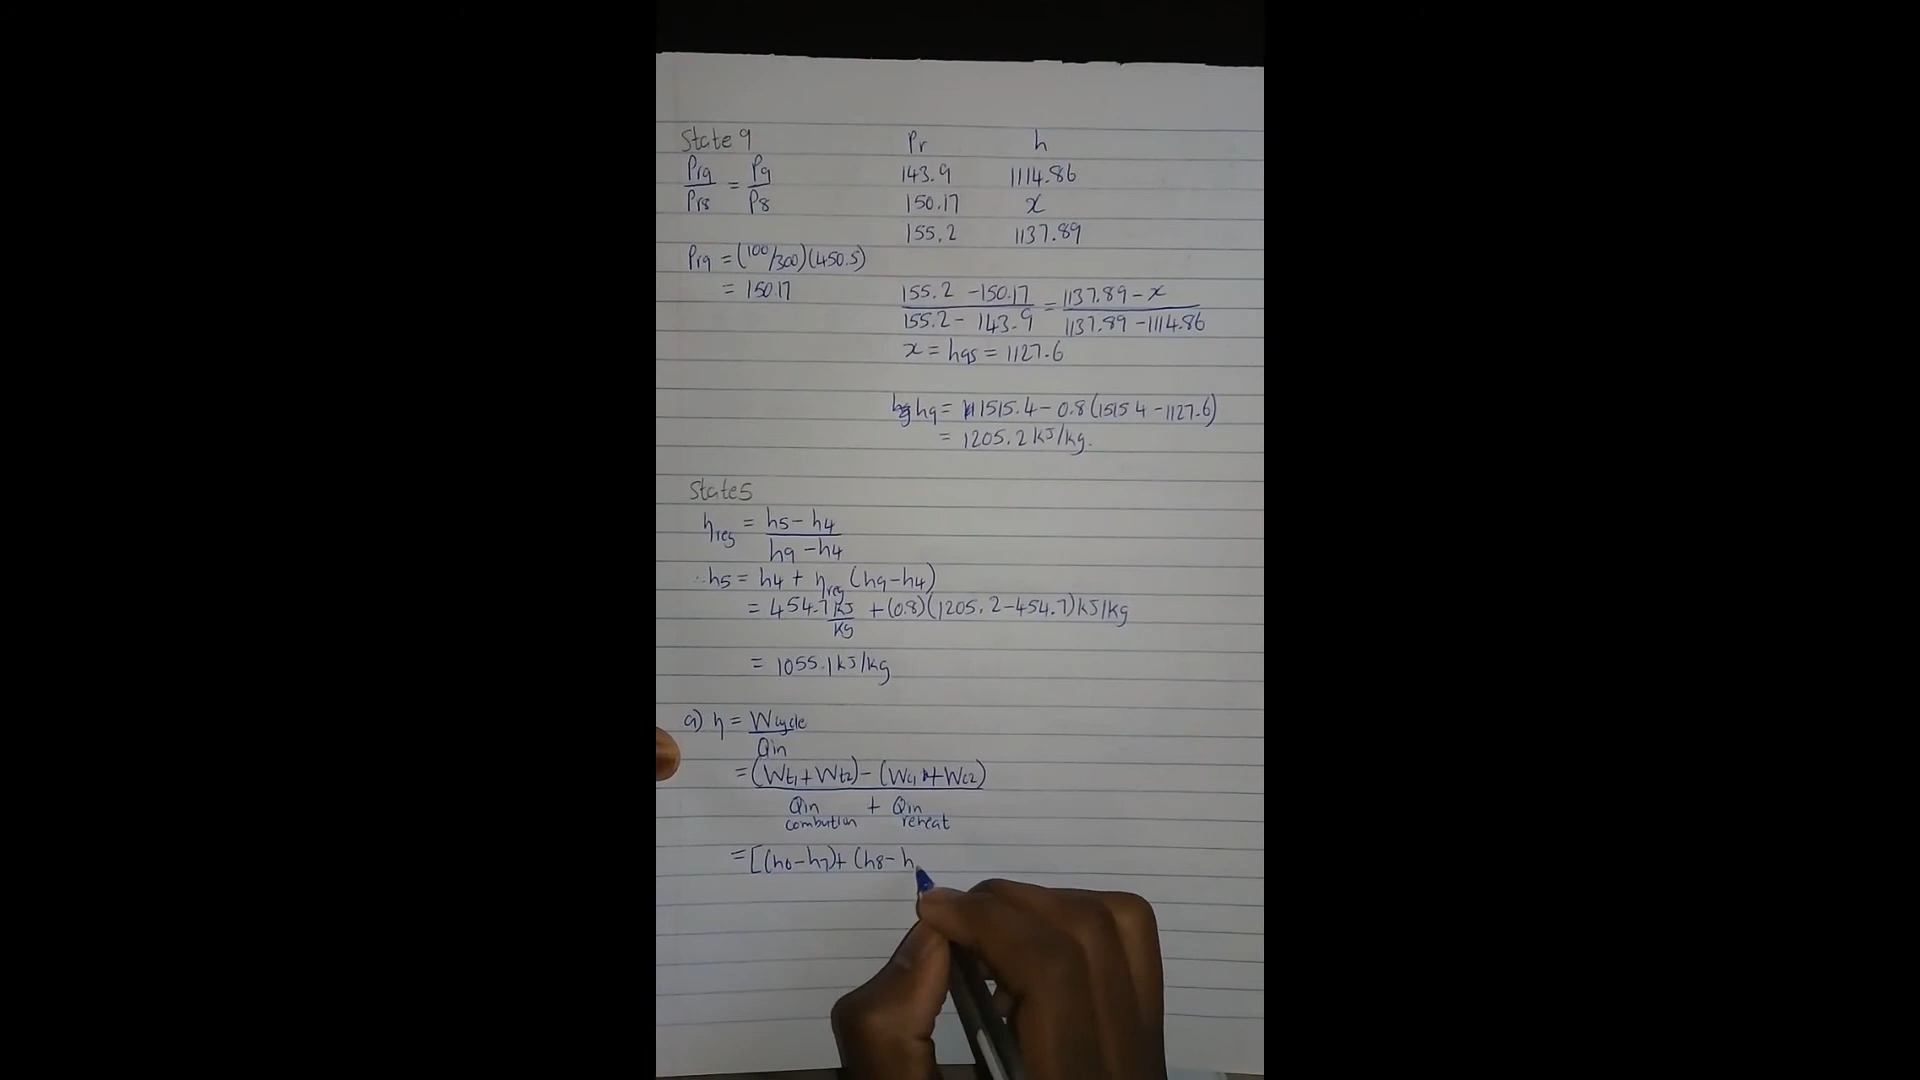 State 9
Pr9/Pr8 = P9/P8
Pr9 = (100/300)(450.5)
= 150.17
Pr h
143.9 1114.86
150.17 x
155.2 1137.89
155.2 - 150.17 / 155.2 - 143.9 = 1137.89 - x / 1137.89 - 1114.86
x = h9s = 1127.6
h9 = 1515.4 - 0.8(1515.4 - 1127.6)
= 1205.2 kJ/kg.
State 5
ηreg = h5 - h4 / h9 - h4
∴ h5 = h4 + ηreg (h9 - h4)
= 454.7 kJ/kg + (0.8)(1205.2 - 454.7) kJ/kg
= 1055.1 kJ/kg
a) η = Wcycle / Qin
= (Wt1 + Wt2) - (Wc1 + Wc2) / Qin combution + Qin reheat
= [(h6 - h7) + (h8 - h